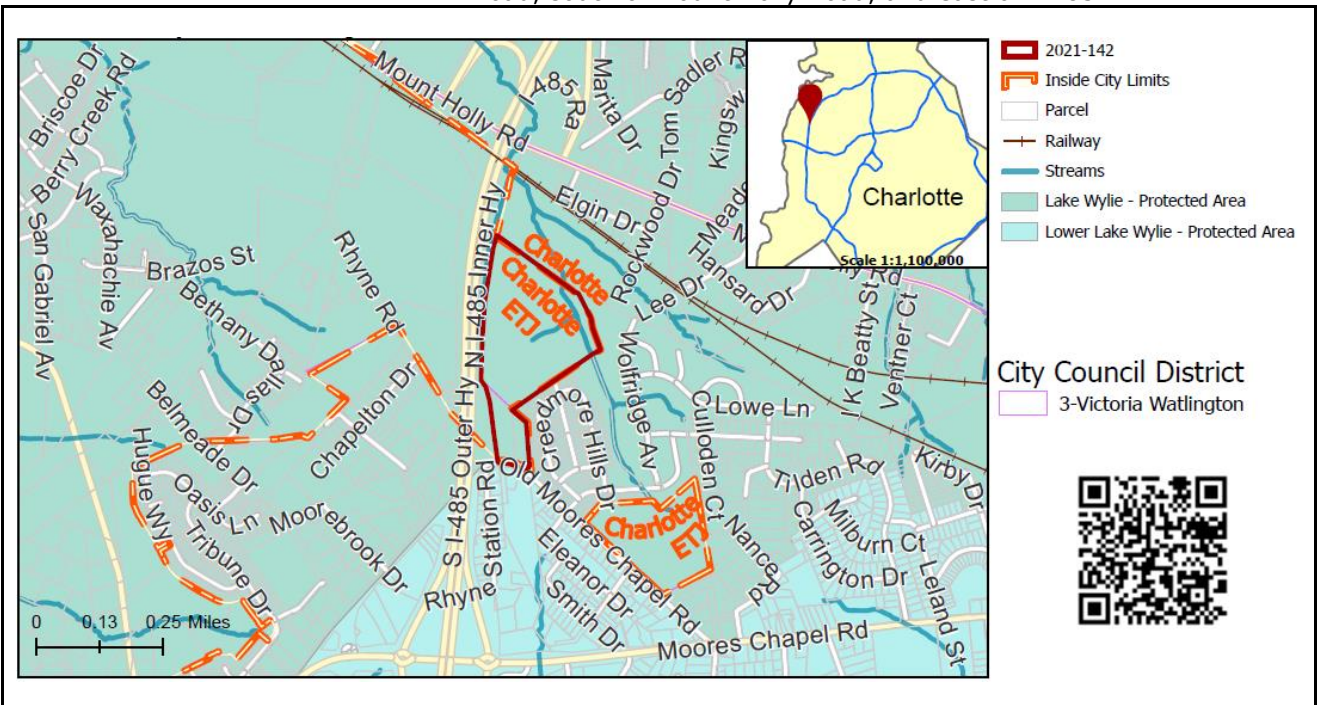 Mount Holly Rd
I-485 Ra
Marita Dr
Tom Sadler R
Kingsw
Briscoe Dr
Berry Creek Rd
Waxahachie Av
San Gabriel Av
Brazos St
Bethany Da
llas Dr
Rhyne Rd
Elgin Dr
Rockwood Dr
Meads
Hansard Dr
Lee Dr
N I-485 Inner Hy
Charlotte
Charlotte
ETJ
S I-485 Outer Hy
Chapelton Dr
Belmeade Dr
Hugue Wy
Oasis Ln
Tribune Dr
Moorebrook Dr
Rhyne Station Rd
Creedmore Hills Dr
Wolfridge Av
Culloden Ct
Lowe Ln
J K Beatty St
Ventner Ct
Kirby Dr
Tilden Rd
Milburn Ct
Carrington Dr
Leland St
Nance Rd
Charlotte
ETJ
Old Moores Chapel Rd
Eleanor Dr
Smith Dr
Moores Chapel Rd
0 0.13 0.25 Miles
Charlotte
Scale 1:1,100,000
2021-142
Inside City Limits
Parcel
Railway
Streams
Lake Wylie - Protected Area
Lower Lake Wylie - Protected Area
City Council District
3-Victoria Watlington